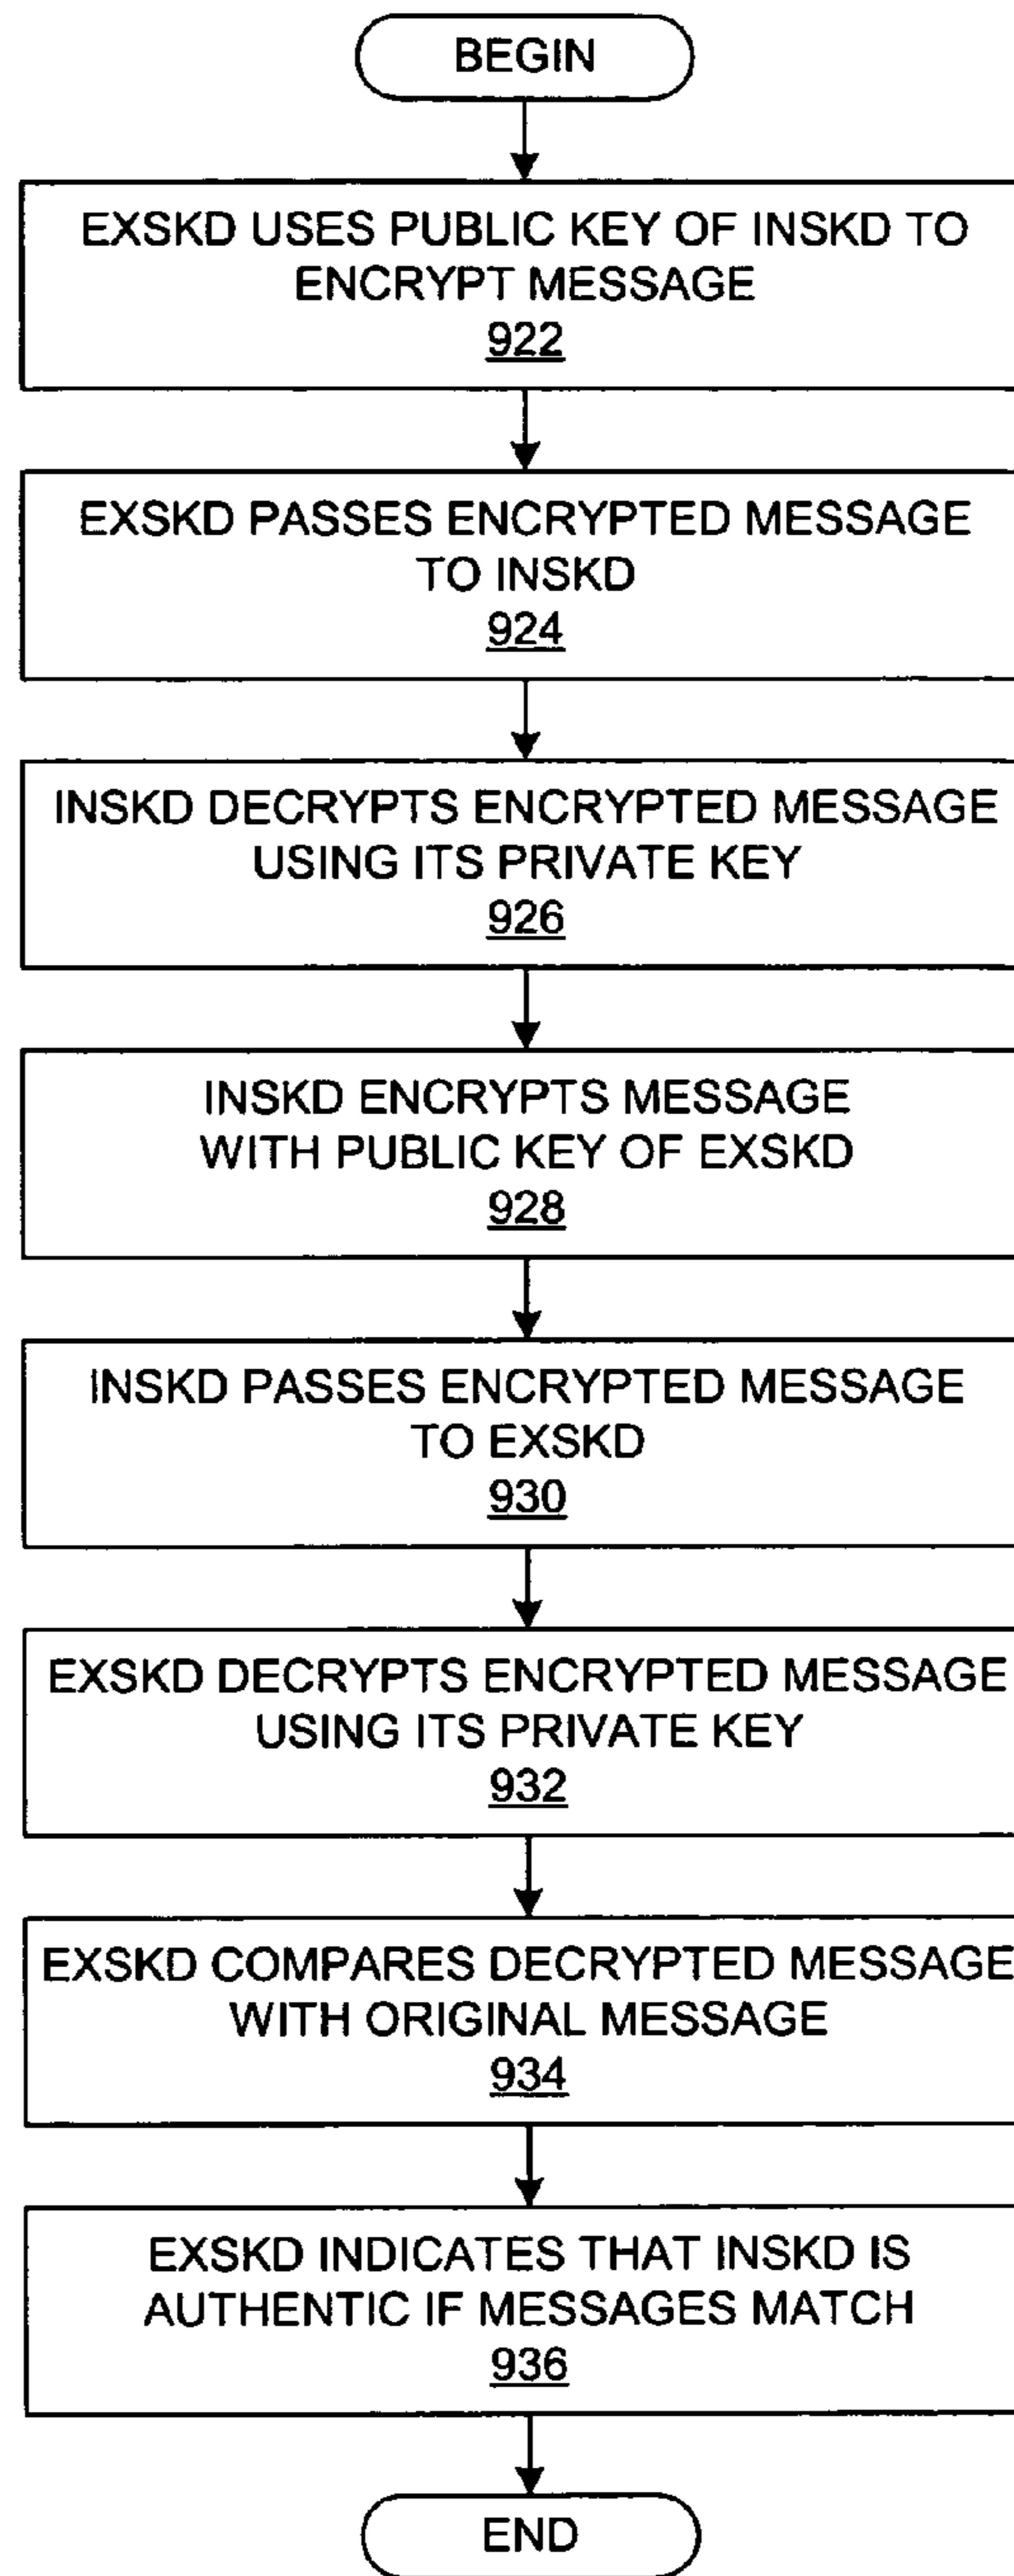 BEGIN
EXSKD USES PUBLIC KEY OF INSKD TO
ENCRYPT MESSAGE
922
EXSKD PASSES ENCRYPTED MESSAGE
TO INSKD
924
INSKD DECRYPTS ENCRYPTED MESSAGE
USING ITS PRIVATE KEY
926
INSKD ENCRYPTS MESSAGE
WITH PUBLIC KEY OF EXSKD
928
INSKD PASSES ENCRYPTED MESSAGE
TO EXSKD
930
EXSKD DECRYPTS ENCRYPTED MESSAGE
USING ITS PRIVATE KEY
932
EXSKD COMPARES DECRYPTED MESSAGE
WITH ORIGINAL MESSAGE
934
EXSKD INDICATES THAT INSKD IS
AUTHENTIC IF MESSAGES MATCH
936
END